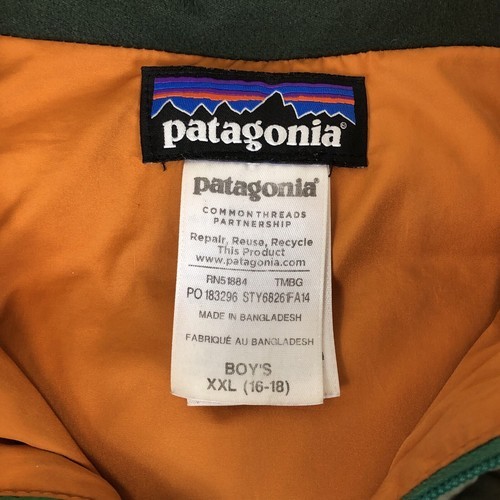 patagonia®
patagonia®
COMMONTHREADS
PARTNERSHIP
Repair, Reuse, Recycle
This Product
www.patagonia.com
RN51884 TMBG
PO 183296 STY68261FA14
MADE IN BANGLADESH
FABRIQUÉ AU BANGLADESH
BOY'S
XXL (16-18)